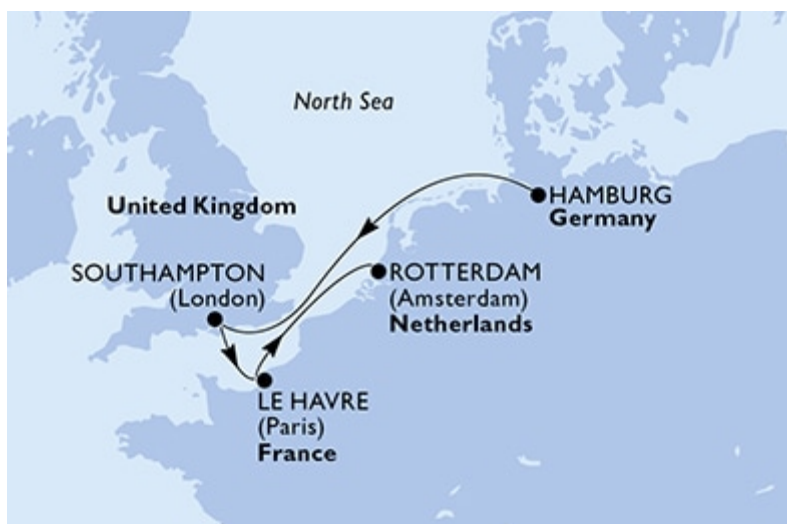 North Sea
HAMBURG
Germany
United Kingdom
SOUTHAMPTON
(London)
ROTTERDAM
(Amsterdam)
Netherlands
LE HAVRE
(Paris)
France